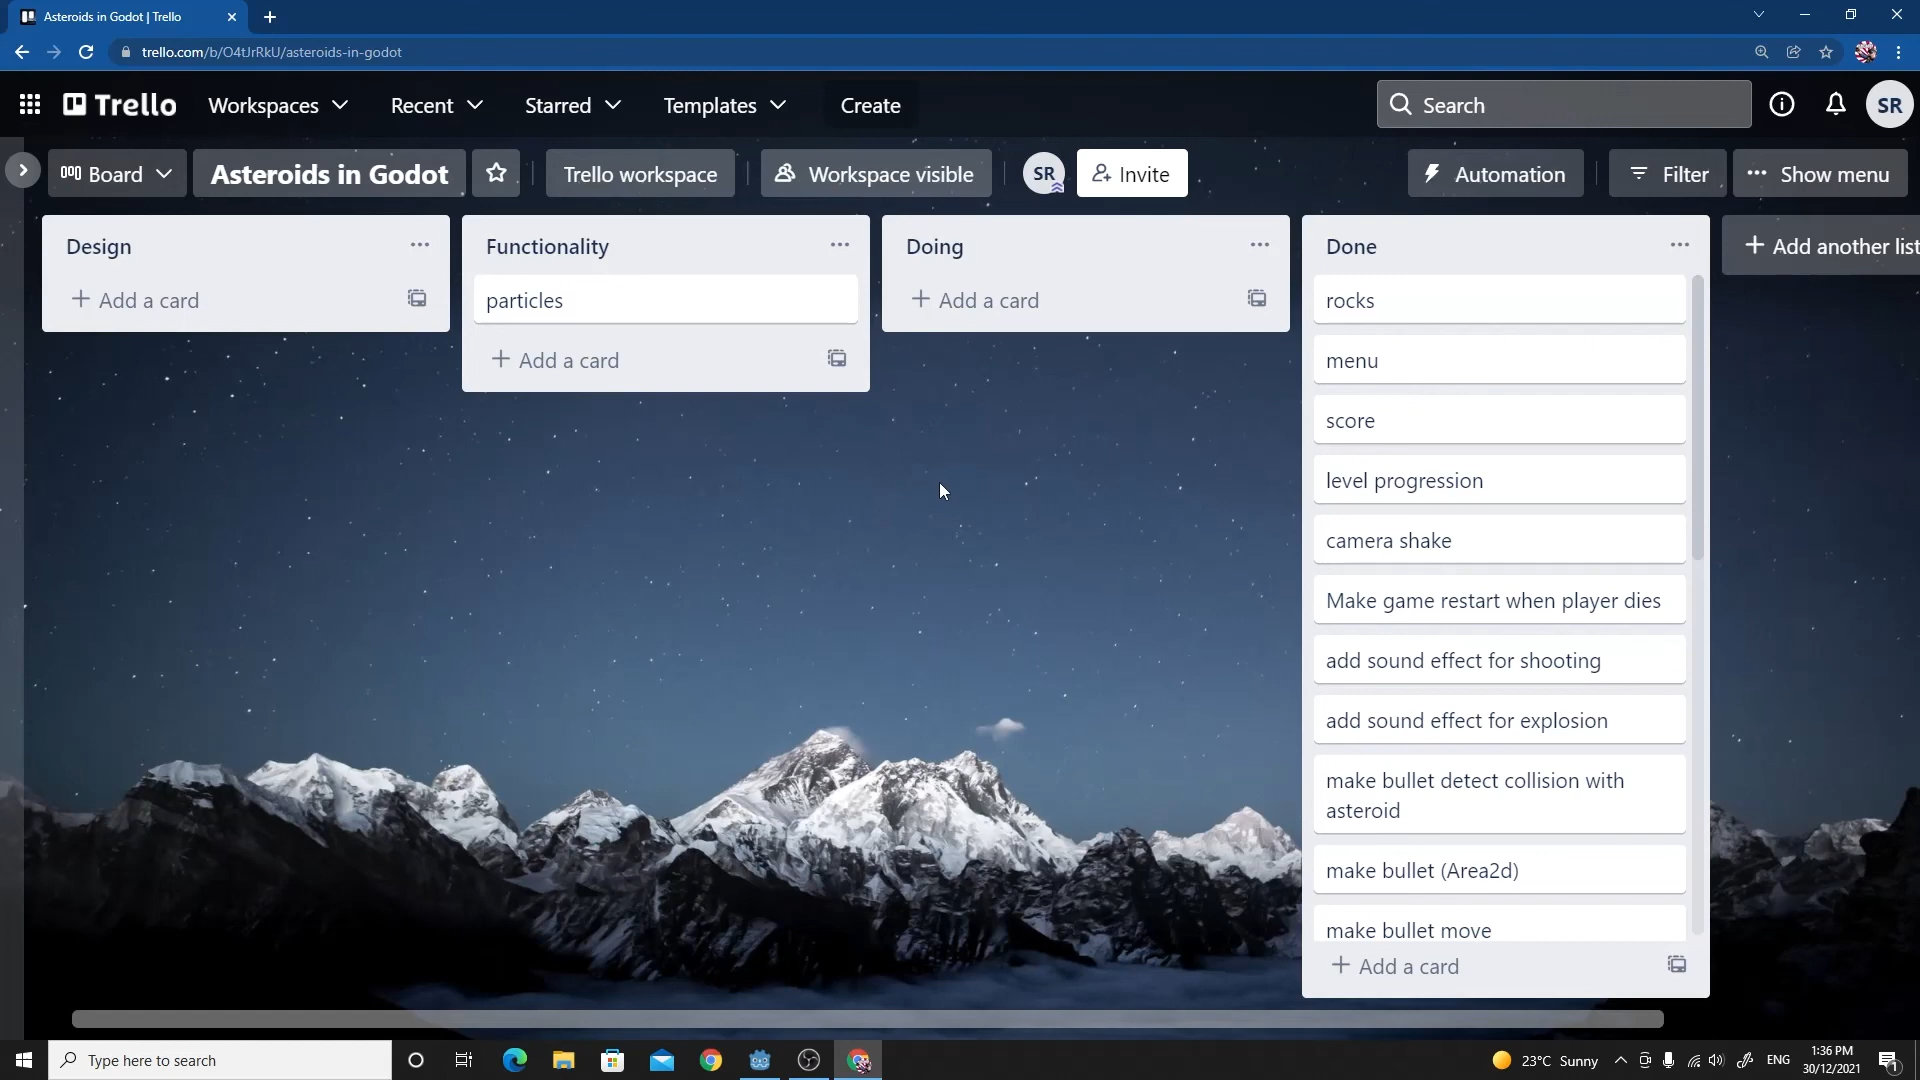 Asteroids in Godot | Trello
trello.com/b/O4tJrRkU/asteroids-in-godot
Trello Workspaces Recent Starred Templates Create Search SR
Board Asteroids in Godot Trello workspace Workspace visible SR Invite Automation Filter Show menu
Design
+ Add a card
Functionality
particles
+ Add a card
Doing
+ Add a card
Done
rocks
menu
score
level progression
camera shake
Make game restart when player dies
add sound effect for shooting
add sound effect for explosion
make bullet detect collision with
asteroid
make bullet (Area2d)
make bullet move
+ Add a card
+ Add another list
Type here to search
23°C Sunny
ENG
1:36 PM
30/12/2021
1